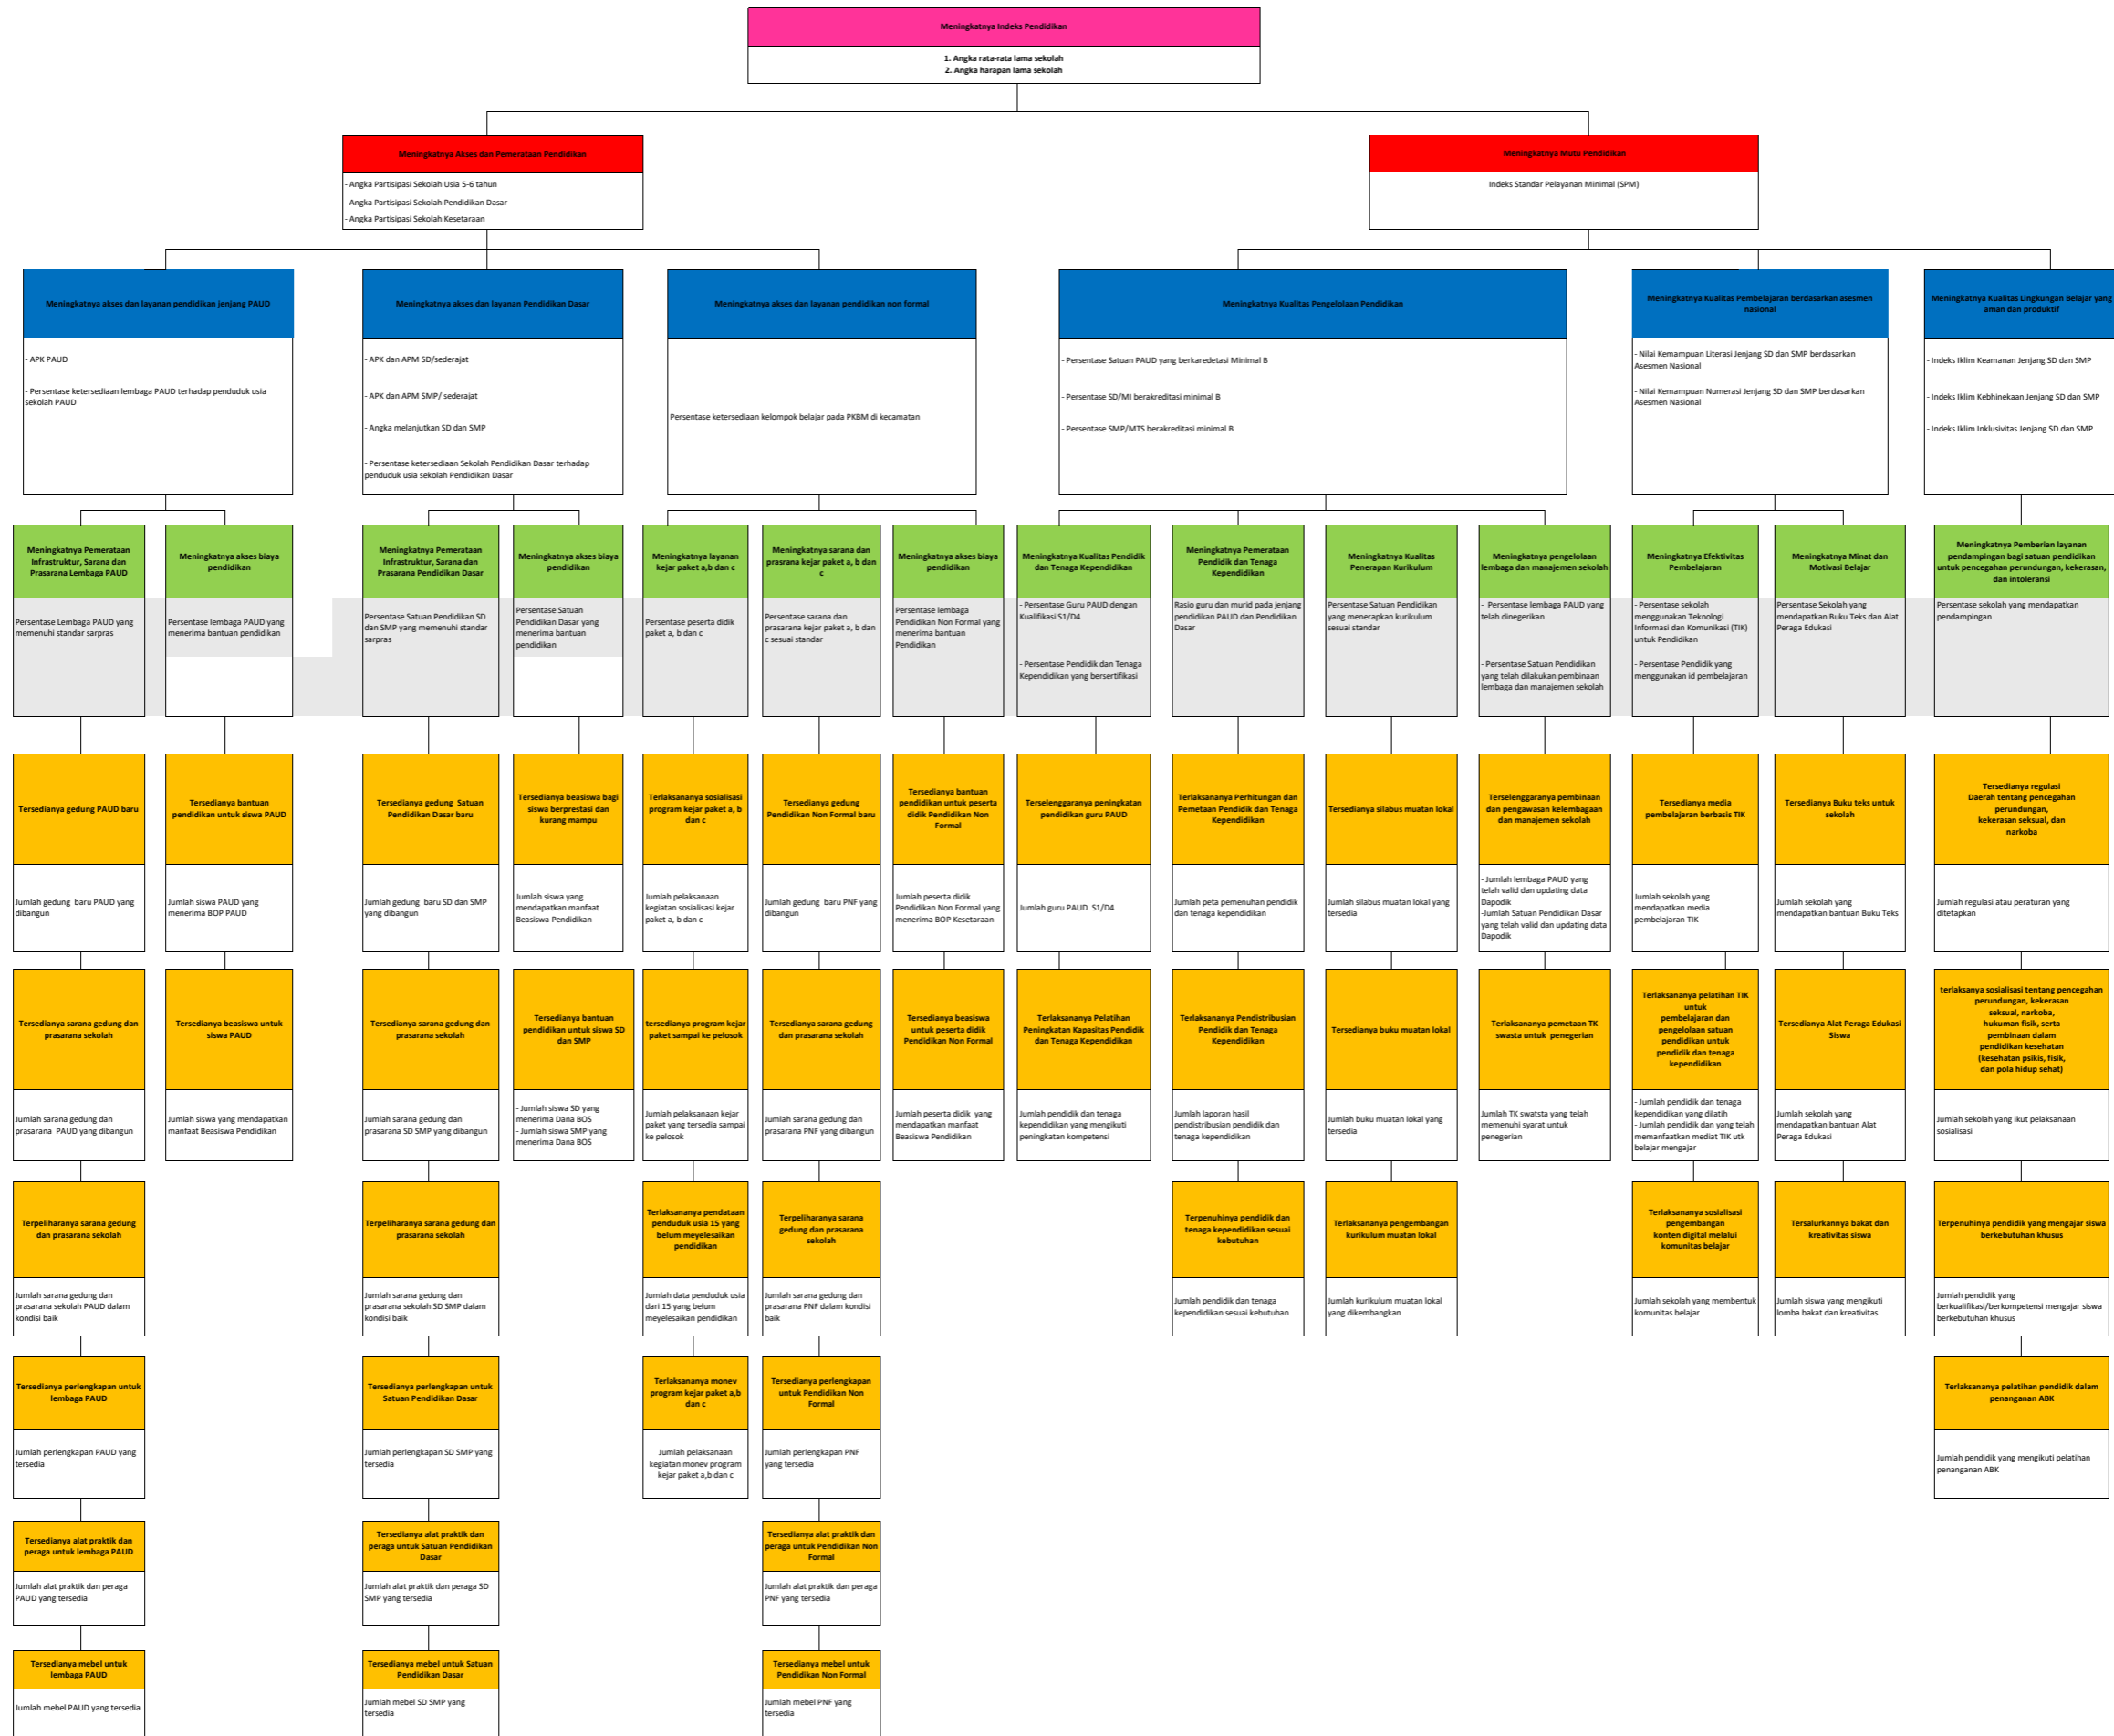 Meningkatnya Indeks Pendidikan
1. Angka rata-rata lama sekolah
2. Angka harapan lama sekolah
Meningkatnya Akses dan Pemerataan Pendidikan
- Angka Partisipasi Sekolah Usia 5-6 tahun
- Angka Partisipasi Sekolah Pendidikan Dasar
- Angka Partisipasi Sekolah Kesetaraan
Meningkatnya Mutu Pendidikan
Indeks Standar Pelayanan Minimal (SPM)
Meningkatnya akses dan layanan pendidikan jenjang PAUD
- APK PAUD
- Persentase ketersediaan lembaga PAUD terhadap penduduk usia
sekolah PAUD
Meningkatnya akses dan layanan Pendidikan Dasar
- APK dan APM SD/sederajat
- APK dan APM SMP/ sederajat
- Angka melanjutkan SD dan SMP
- Persentase ketersediaan Sekolah Pendidikan Dasar terhadap
penduduk usia sekolah Pendidikan Dasar
Meningkatnya akses dan layanan pendidikan non formal
Persentase ketersediaan kelompok belajar pada PKBM di kecamatan
Meningkatnya Kualitas Pengelolaan Pendidikan
- Persentase Satuan PAUD yang berkaredetasi Minimal B
- Persentase SD/MI berakreditasi minimal B
- Persentase SMP/MTS berakreditasi minimal B
Meningkatnya Kualitas Pembelajaran berdasarkan asesmen
nasional
- Nilai Kemampuan Literasi Jenjang SD dan SMP berdasarkan
Asesmen Nasional
- Nilai Kemampuan Numerasi Jenjang SD dan SMP berdasarkan
Asesmen Nasional
Meningkatnya Kualitas Lingkungan Belajar yang
aman dan produktif
- Indeks Iklim Keamanan Jenjang SD dan SMP
- Indeks Iklim Kebhinekaan Jenjang SD dan SMP
- Indeks Iklim Inklusivitas Jenjang SD dan SMP
Meningkatnya Pemerataan
Infrastruktur, Sarana dan
Prasarana Lembaga PAUD
Persentase Lembaga PAUD yang
memenuhi standar sarpras
Meningkatnya akses biaya
pendidikan
Persentase lembaga PAUD yang
menerima bantuan pendidikan
Meningkatnya Pemerataan
Infrastruktur, Sarana dan
Prasarana Pendidikan Dasar
Persentase Satuan Pendidikan SD
dan SMP yang memenuhi standar
sarpras
Meningkatnya akses biaya
pendidikan
Persentase Satuan
Pendidikan Dasar yang
menerima bantuan
pendidikan
Meningkatnya layanan
kejar paket a,b dan c
Persentase peserta didik
paket a, b dan c
Meningkatnya sarana dan
prasrana kejar paket a, b dan
c
Persentase sarana dan
prasarana kejar paket a, b dan
c sesuai standar
Meningkatnya akses biaya
pendidikan
Persentase lembaga
Pendidikan Non Formal yang
menerima bantuan
Pendidikan
Meningkatnya Kualitas Pendidik
dan Tenaga Kependidikan
- Persentase Guru PAUD dengan
Kualifikasi S1/D4
- Persentase Pendidik dan Tenaga
Kependidikan yang bersertifikasi
Meningkatnya Pemerataan
Pendidik dan Tenaga
Kependidikan
Rasio guru dan murid pada jenjang
pendidikan PAUD dan Pendidikan
Dasar
Meningkatnya Kualitas
Penerapan Kurikulum
Persentase Satuan Pendidikan
yang menerapkan kurikulum
sesuai standar
Meningkatnya pengelolaan
lembaga dan manajemen sekolah
- Persentase lembaga PAUD yang
telah dinegerikan
- Persentase Satuan Pendidikan
yang telah dilakukan pembinaan
lembaga dan manajemen sekolah
Meningkatnya Efektivitas
Pembelajaran
- Persentase sekolah
menggunakan Teknologi
Informasi dan Komunikasi (TIK)
untuk Pendidikan
- Persentase Pendidik yang
menggunakan id pembelajaran
Meningkatnya Minat dan
Motivasi Belajar
Persentase Sekolah yang
mendapatkan Buku Teks dan Alat
Peraga Edukasi
Meningkatnya Pemberian layanan
pendampingan bagi satuan pendidikan
untuk pencegahan perundungan, kekerasan,
dan intoleransi
Persentase sekolah yang mendapatkan
pendampingan
Tersedianya gedung PAUD baru
Jumlah gedung  baru PAUD yang
dibangun
Tersedianya bantuan
pendidikan untuk siswa PAUD
Jumlah siswa PAUD yang
menerima BOP PAUD
Tersedianya gedung  Satuan
Pendidikan Dasar baru
Jumlah gedung  baru SD dan SMP
yang dibangun
Tersedianya beasiswa bagi
siswa berprestasi dan
kurang mampu
Jumlah siswa yang
mendapatkan manfaat
Beasiswa Pendidikan
Terlaksananya sosialisasi
program kejar paket a, b
dan c
Jumlah pelaksanaan
kegiatan sosialisasi kejar
paket a, b dan c
Tersedianya gedung
Pendidikan Non Formal baru
Jumlah gedung  baru PNF yang
dibangun
Tersedianya bantuan
pendidikan untuk peserta
didik Pendidikan Non
Formal
Jumlah peserta didik
Pendidikan Non Formal yang
menerima BOP Kesetaraan
Terselenggaranya peningkatan
pendidikan guru PAUD
Jumlah guru PAUD  S1/D4
Terlaksananya Perhitungan dan
Pemetaan Pendidik dan Tenaga
Kependidikan
Jumlah peta pemenuhan pendidik
dan tenaga kependidikan
Tersedianya silabus muatan lokal
Jumlah silabus muatan lokal yang
tersedia
Terselenggaranya pembinaan
dan pengawasan kelembagaan
dan manajemen sekolah
- Jumlah lembaga PAUD yang
telah valid dan updating data
Dapodik
-Jumlah Satuan Pendidikan Dasar
yang telah valid dan updating data
Dapodik
Tersedianya media
pembelajaran berbasis TIK
Jumlah sekolah yang
mendapatkan media
pembelajaran TIK
Tersedianya Buku teks untuk
sekolah
Jumlah sekolah yang
mendapatkan bantuan Buku Teks
Tersedianya regulasi
Daerah tentang pencegahan
perundungan,
kekerasan seksual, dan
narkoba
Jumlah regulasi atau peraturan yang
ditetapkan
Tersedianya sarana gedung dan
prasarana sekolah
Jumlah sarana gedung dan
prasarana  PAUD yang dibangun
Tersedianya beasiswa untuk
siswa PAUD
Jumlah siswa yang mendapatkan
manfaat Beasiswa Pendidikan
Tersedianya sarana gedung dan
prasarana sekolah
Jumlah sarana gedung dan
prasarana SD SMP yang dibangun
Tersedianya bantuan
pendidikan untuk siswa SD
dan SMP
- Jumlah siswa SD yang
menerima Dana BOS
- Jumlah siswa SMP yang
menerima Dana BOS
tersedianya program kejar
paket sampai ke pelosok
Jumlah pelaksanaan kejar
paket yang tersedia sampai
ke pelosok
Tersedianya sarana gedung
dan prasarana sekolah
Jumlah sarana gedung dan
prasarana PNF yang dibangun
Tersedianya beasiswa
untuk peserta didik
Pendidikan Non Formal
Jumlah peserta didik  yang
mendapatkan manfaat
Beasiswa Pendidikan
Terlaksananya Pelatihan
Peningkatan Kapasitas Pendidik
dan Tenaga Kependidikan
Jumlah pendidik dan tenaga
kependidikan yang mengikuti
peningkatan kompetensi
Terlaksananya Pendistribusian
Pendidik dan Tenaga
Kependidikan
Jumlah laporan hasil
pendistribusian pendidik dan
tenaga kependidikan
Tersedianya buku muatan lokal
Jumlah buku muatan lokal yang
tersedia
Terlaksananya pemetaan TK
swasta untuk  penegerian
Jumlah TK swatsta yang telah
memenuhi syarat untuk
penegerian
Terlaksananya pelatihan TIK
untuk
pembelajaran dan
pengelolaan satuan
pendidikan untuk
pendidik dan tenaga
kependidikan
- Jumlah pendidik dan tenaga
kependidikan yang dilatih
- Jumlah pendidik dan yang telah
memanfaatkan mediat TIK utk
belajar mengajar
Tersedianya Alat Peraga Edukasi
Siswa
Jumlah sekolah yang
mendapatkan bantuan Alat
Peraga Edukasi
terlaksanya sosialisasi tentang pencegahan
perundungan, kekerasan
seksual, narkoba,
hukuman fisik, serta
pembinaan dalam
pendidikan kesehatan
(kesehatan psikis, fisik,
dan pola hidup sehat)
Jumlah sekolah yang ikut pelaksanaan
sosialisasi
Terpeliharanya sarana gedung
dan prasarana sekolah
Jumlah sarana gedung dan
prasarana sekolah PAUD dalam
kondisi baik
Terpeliharanya sarana gedung dan
prasarana sekolah
Jumlah sarana gedung dan
prasarana sekolah SD SMP dalam
kondisi baik
Terlaksananya pendataan
penduduk usia 15 yang
belum meyelesaikan
pendidikan
Jumlah data penduduk usia
dari 15 yang belum
meyelesaikan pendidikan
Terpeliharanya sarana
gedung dan prasarana
sekolah
Jumlah sarana gedung dan
prasarana PNF dalam kondisi
baik
Terpenuhinya pendidik dan
tenaga kependidikan sesuai
kebutuhan
Jumlah pendidik dan tenaga
kependidikan sesuai kebutuhan
Terlaksananya pengembangan
kurikulum muatan lokal
Jumlah kurikulum muatan lokal
yang dikembangkan
Terlaksananya sosialisasi
pengembangan
konten digital melalui
komunitas belajar
Jumlah sekolah yang membentuk
komunitas belajar
Tersalurkannya bakat dan
kreativitas siswa
Jumlah siswa yang mengikuti
lomba bakat dan kreativitas
Terpenuhinya pendidik yang mengajar siswa
berkebutuhan khusus
Jumlah pendidik yang
berkualifikasi/berkompetensi mengajar siswa
berkebutuhan khusus
Tersedianya perlengkapan untuk
lembaga PAUD
Jumlah perlengkapan PAUD yang
tersedia
Tersedianya perlengkapan untuk
Satuan Pendidikan Dasar
Jumlah perlengkapan SD SMP yang
tersedia
Terlaksananya monev
program kejar paket a,b
dan c
Jumlah pelaksanaan
kegiatan monev program
kejar paket a,b dan c
Tersedianya perlengkapan
untuk Pendidikan Non
Formal
Jumlah perlengkapan PNF
yang tersedia
Terlaksananya pelatihan pendidik dalam
penanganan ABK
Jumlah pendidik yang mengikuti pelatihan
penanganan ABK
Tersedianya alat praktik dan
peraga untuk lembaga PAUD
Jumlah alat praktik dan peraga
PAUD yang tersedia
Tersedianya alat praktik dan
peraga untuk Satuan Pendidikan
Dasar
Jumlah alat praktik dan peraga SD
SMP yang tersedia
Tersedianya alat praktik dan
peraga untuk Pendidikan Non
Formal
Jumlah alat praktik dan peraga
PNF yang tersedia
Tersedianya mebel untuk
lembaga PAUD
Jumlah mebel PAUD yang tersedia
Tersedianya mebel untuk Satuan
Pendidikan Dasar
Jumlah mebel SD SMP yang
tersedia
Tersedianya mebel untuk
Pendidikan Non Formal
Jumlah mebel PNF yang
tersedia